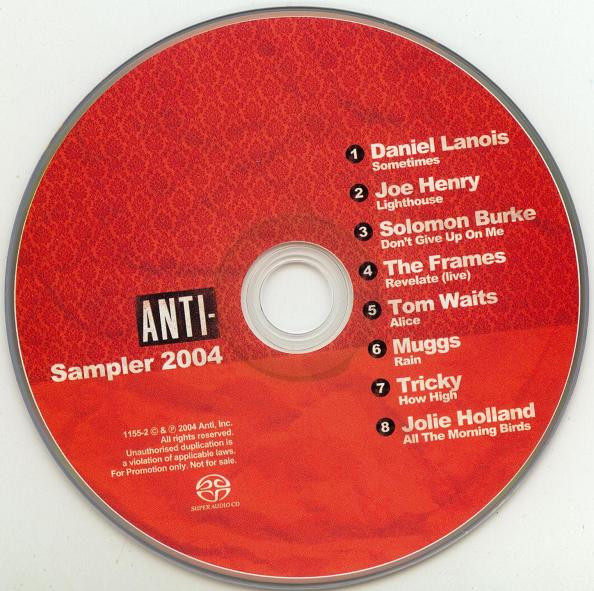 1 Daniel Lanois
Sometimes
2 Joe Henry
Lighthouse
3 Solomon Burke
Don't Give Up On Me
4 The Frames
Revelate (live)
5 Tom Waits
Alice
6 Muggs
Rain
7 Tricky
How High
8 Jolie Holland
All The Morning Birds
ANTI-
Sampler 2004
1155-2 © & ℗ 2004 Anti, Inc.
All rights reserved.
Unauthorised duplication is
a violation of applicable laws.
For Promotion only. Not for sale.
SUPER AUDIO CD